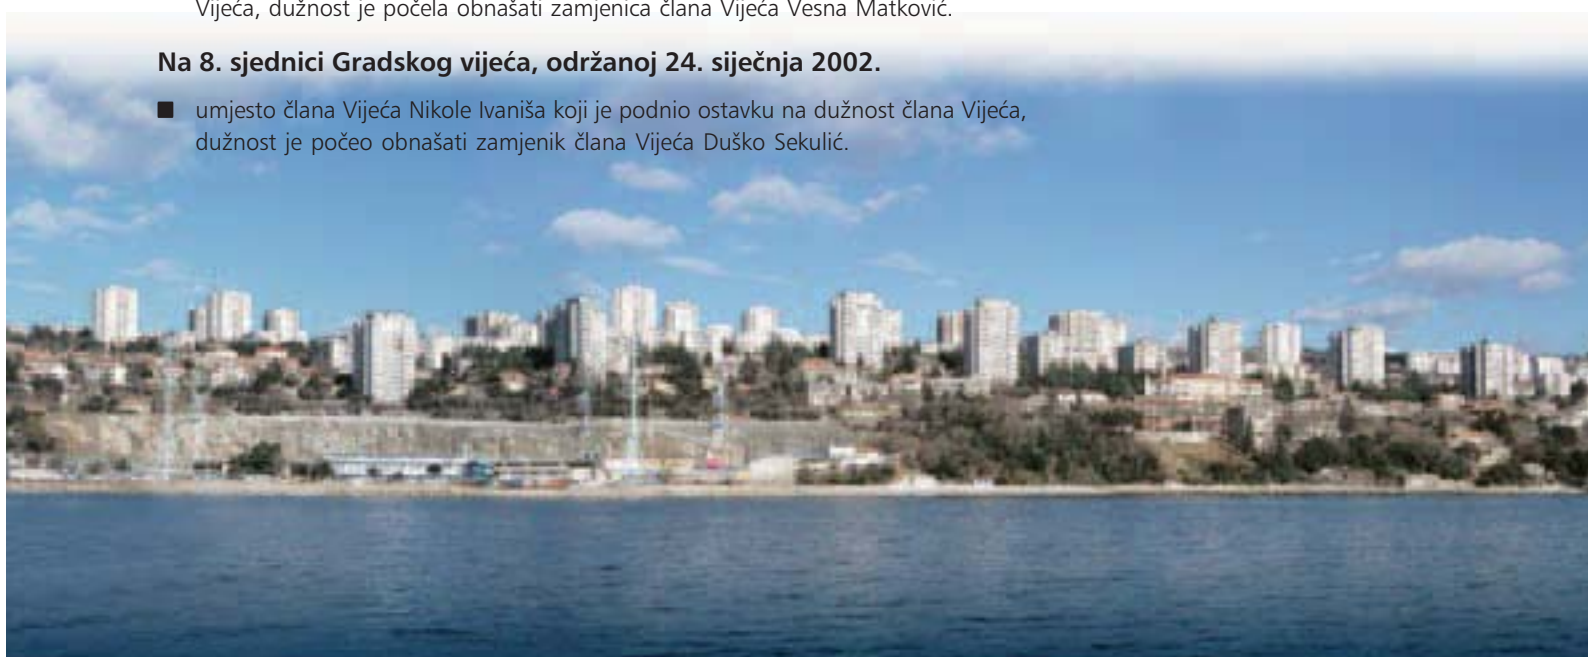 Vijeća, dužnost je počela obnašati zamjenica člana Vijeća Vesna Matković.
Na 8. sjednici Gradskog vijeća, održanoj 24. siječnja 2002.
■ umjesto člana Vijeća Nikole Ivaniša koji je podnio ostavku na dužnost člana Vijeća,
dužnost je počeo obnašati zamjenik člana Vijeća Duško Sekulić.